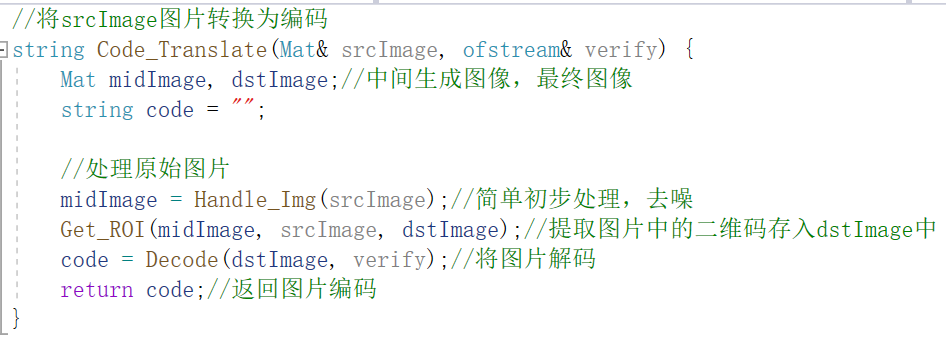 //将srcImage图片转换为编码
string Code_Translate(Mat& srcImage, ofstream& verify) {
Mat midImage, dstImage;//中间生成图像，最终图像
string code = "";
//处理原始图片
midImage = Handle_Img(srcImage);//简单初步处理，去噪
Get_ROI(midImage, srcImage, dstImage);//提取图片中的二维码存入dstImage中
code = Decode(dstImage, verify);//将图片解码
return code;//返回图片编码
}